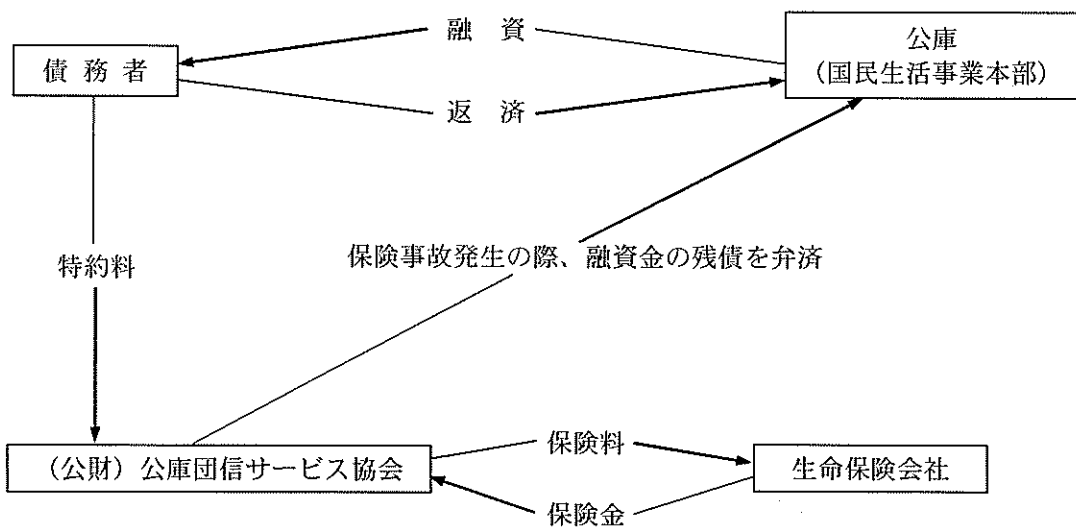 融　資
公庫
（国民生活事業本部）
債　務　者
返　済
保険事故発生の際、融資金の残債を弁済
特約料
（公財）公庫団信サービス協会
保険料
生命保険会社
保険金